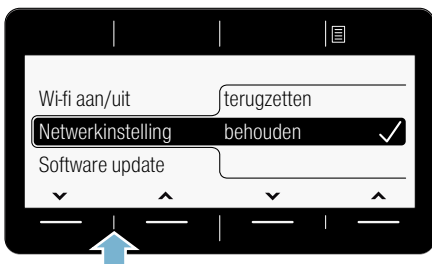 Wi-fi aan/uit terugzetten
Netwerkinstelling behouden
Software update